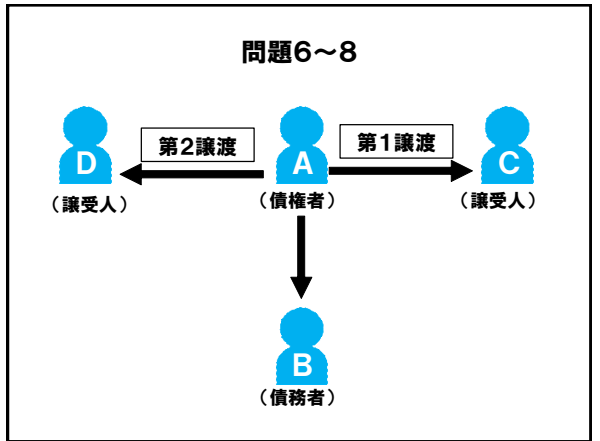 問題6～8
第2譲渡
第1譲渡
D
A
C
（譲受人）
（債権者）
（譲受人）
B
（債務者）